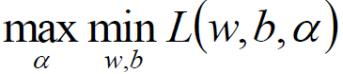 max min L(w,b,α)
α w,b